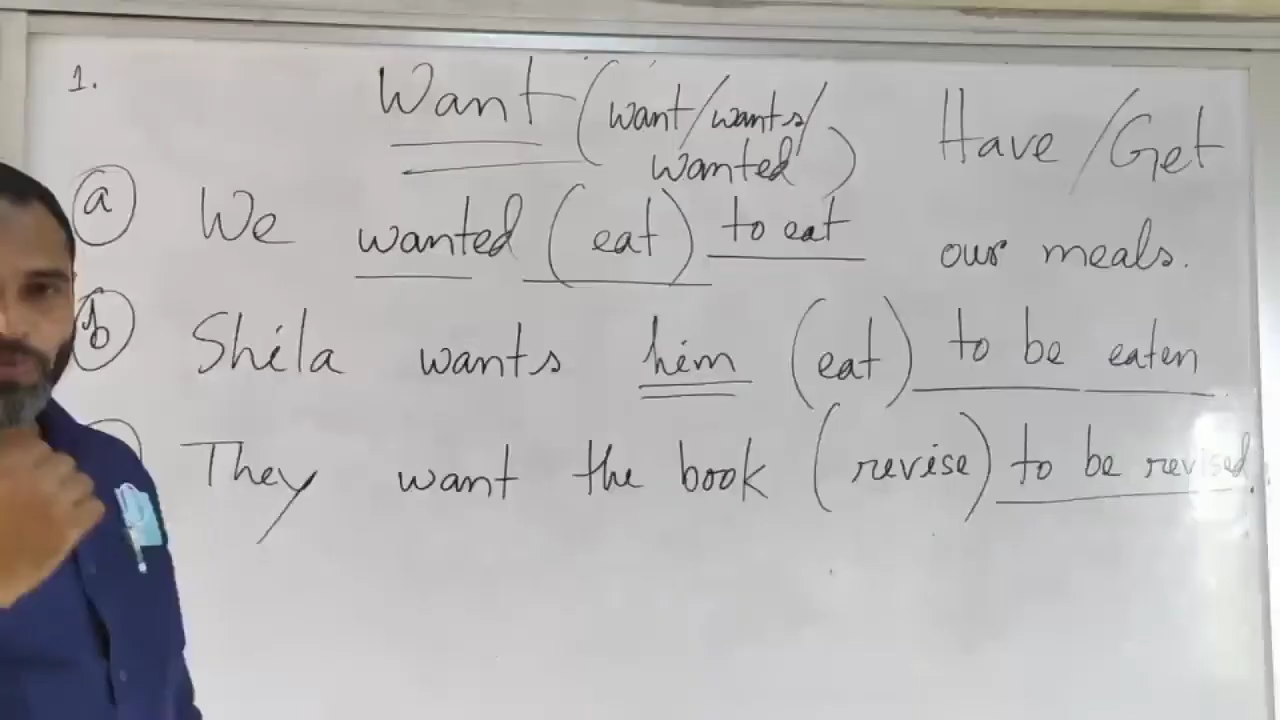 1. Want (want/wants/ Have/Get
wanted)
a We wanted (eat) to eat our meals.
b Shila wants him (eat) to be eaten
They want the book (revise) to be revised.